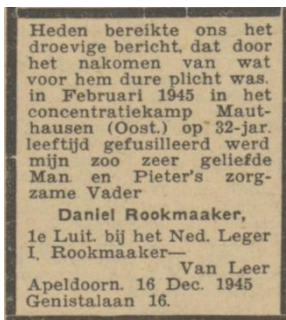 Heden bereikte ons het
droevige bericht, dat door
het nakomen van wat
voor hem dure plicht was.
in Februari 1945 in het
concentratiekamp Maut-
hausen (Oost.) op 32-jar.
leeftijd gefusilleerd werd
mijn zoo zeer geliefde
Man en Pieter's zorg-
zame Vader
Daniel Rookmaaker,
1e Luit. bij het Ned. Leger
I. Rookmaaker—
Van Leer
Apeldoorn. 16 Dec. 1945
Genistalaan 16.